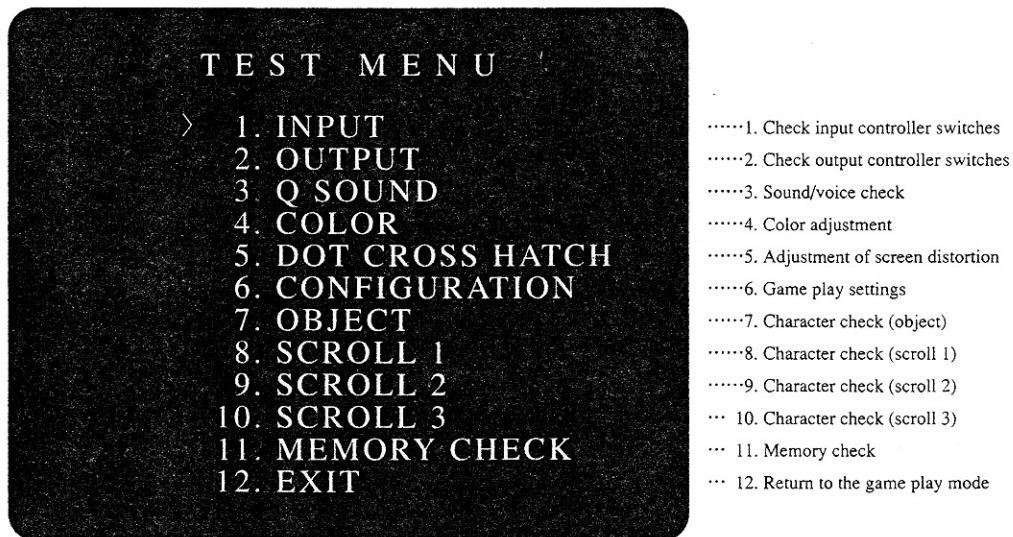 TEST MENU
> 1. INPUT ······1. Check input controller switches
2. OUTPUT ······2. Check output controller switches
3. Q SOUND ······3. Sound/voice check
4. COLOR ······4. Color adjustment
5. DOT CROSS HATCH ······5. Adjustment of screen distortion
6. CONFIGURATION ······6. Game play settings
7. OBJECT ······7. Character check (object)
8. SCROLL 1 ······8. Character check (scroll 1)
9. SCROLL 2 ······9. Character check (scroll 2)
10. SCROLL 3 ··· 10. Character check (scroll 3)
11. MEMORY CHECK ··· 11. Memory check
12. EXIT ··· 12. Return to the game play mode